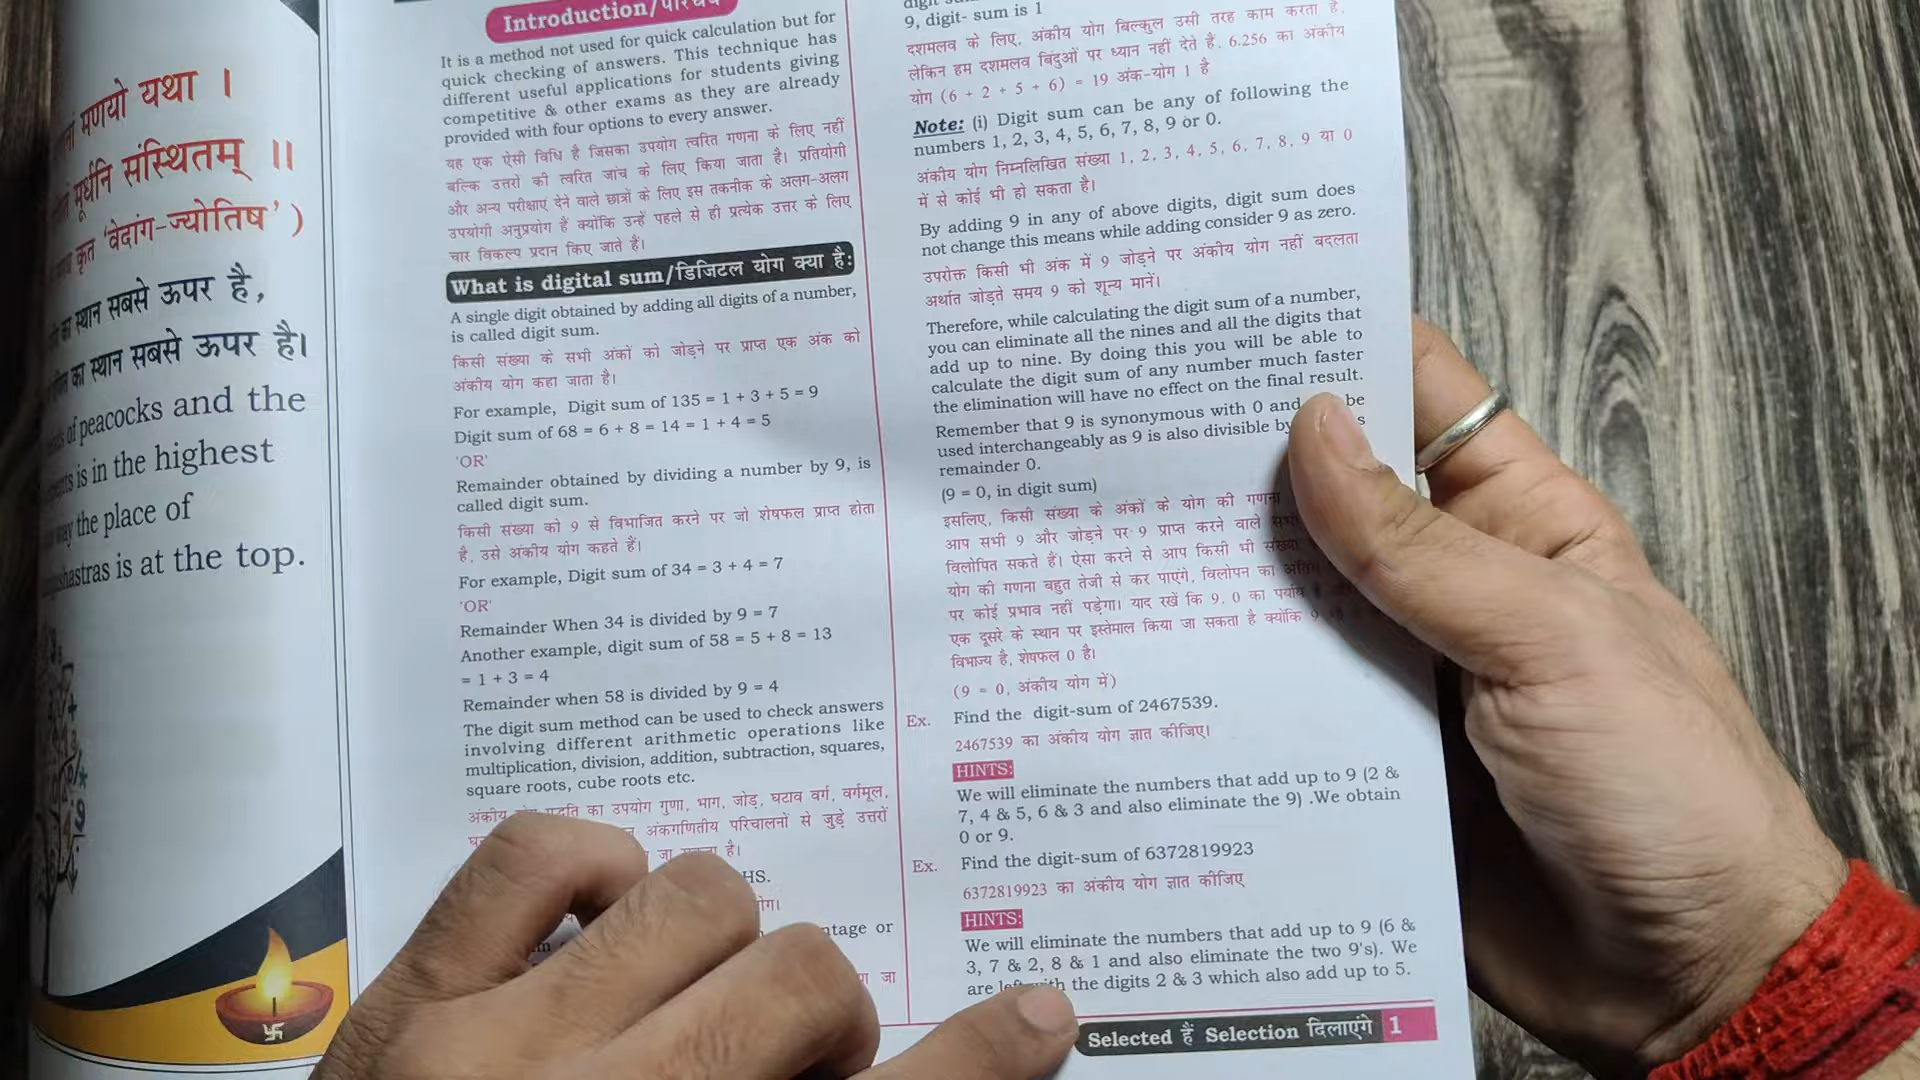 मणयो यथा ।
मूर्धनि संस्थितम् ॥
कृत 'वेदांग-ज्योतिष')
का स्थान सबसे ऊपर है,
का स्थान सबसे ऊपर है।
of peacocks and the
is in the highest
way the place of
is at the top.
Introduction/परिचय
It is a method not used for quick calculation but for
quick checking of answers. This technique has
different useful applications for students giving
competitive & other exams as they are already
provided with four options to every answer.
यह एक ऐसी विधि है जिसका उपयोग त्वरित गणना के लिए नहीं
बल्कि उत्तरों की त्वरित जांच के लिए किया जाता है। प्रतियोगी
और अन्य परीक्षाएं देने वाले छात्रों के लिए इस तकनीक के अलग-अलग
उपयोगी अनुप्रयोग हैं क्योंकि उन्हें पहले से ही प्रत्येक उत्तर के लिए
चार विकल्प प्रदान किए जाते हैं।
What is digital sum/डिजिटल योग क्या है:
A single digit obtained by adding all digits of a number,
is called digit sum.
किसी संख्या के सभी अंकों को जोड़ने पर प्राप्त एक अंक को
अंकीय योग कहा जाता है।
For example, Digit sum of 135 = 1 + 3 + 5 = 9
Digit sum of 68 = 6 + 8 = 14 = 1 + 4 = 5
'OR'
Remainder obtained by dividing a number by 9, is
called digit sum.
किसी संख्या को 9 से विभाजित करने पर जो शेषफल प्राप्त होता
है, उसे अंकीय योग कहते हैं।
For example, Digit sum of 34 = 3 + 4 = 7
'OR'
Remainder When 34 is divided by 9 = 7
Another example, digit sum of 58 = 5 + 8 = 13
= 1 + 3 = 4
Remainder when 58 is divided by 9 = 4
The digit sum method can be used to check answers
involving different arithmetic operations like
multiplication, division, addition, subtraction, squares,
square roots, cube roots etc.
अंकीय पद्धति का उपयोग गुणा, भाग, जोड़, घटाव वर्ग, वर्गमूल,
अंकगणितीय परिचालनों से जुड़े उत्तरों
जा सकता है।
HS.
योग।
ntage or
जा
9, digit- sum is 1
दशमलव के लिए, अंकीय योग बिल्कुल उसी तरह काम करता है,
लेकिन हम दशमलव बिंदुओं पर ध्यान नहीं देते हैं, 6.256 का अंकीय
योग (6 + 2 + 5 + 6) = 19 अंक-योग 1 है
Note: (i) Digit sum can be any of following the
numbers 1, 2, 3, 4, 5, 6, 7, 8, 9 or 0.
अंकीय योग निम्नलिखित संख्या 1, 2, 3, 4, 5, 6, 7, 8, 9 या 0
में से कोई भी हो सकता है।
By adding 9 in any of above digits, digit sum does
not change this means while adding consider 9 as zero.
उपरोक्त किसी भी अंक में 9 जोड़ने पर अंकीय योग नहीं बदलता
अर्थात जोड़ते समय 9 को शून्य मानें।
Therefore, while calculating the digit sum of a number,
you can eliminate all the nines and all the digits that
add up to nine. By doing this you will be able to
calculate the digit sum of any number much faster
the elimination will have no effect on the final result.
Remember that 9 is synonymous with 0 and be
used interchangeably as 9 is also divisible by
remainder 0.
(9 = 0, in digit sum)
इसलिए, किसी संख्या के अंकों के योग की गणना
आप सभी 9 और जोड़ने पर 9 प्राप्त करने वाले सभी
विलोपित सकते हैं। ऐसा करने से आप किसी भी संख्या
योग की गणना बहुत तेजी से कर पाएंगे, विलोपन का
पर कोई प्रभाव नहीं पड़ेगा। याद रखें कि 9, 0 का पर्याय
एक दूसरे के स्थान पर इस्तेमाल किया जा सकता है क्योंकि 9
विभाज्य है, शेषफल 0 है।
(9 = 0, अंकीय योग में)
Ex. Find the digit-sum of 2467539.
2467539 का अंकीय योग ज्ञात कीजिए।
HINTS:
We will eliminate the numbers that add up to 9 (2 &
7, 4 & 5, 6 & 3 and also eliminate the 9) .We obtain
0 or 9.
Ex. Find the digit-sum of 6372819923
6372819923 का अंकीय योग ज्ञात कीजिए
HINTS:
We will eliminate the numbers that add up to 9 (6 &
3, 7 & 2, 8 & 1 and also eliminate the two 9's). We
are left with the digits 2 & 3 which also add up to 5.
Selected हैं Selection दिलाएंगे 1